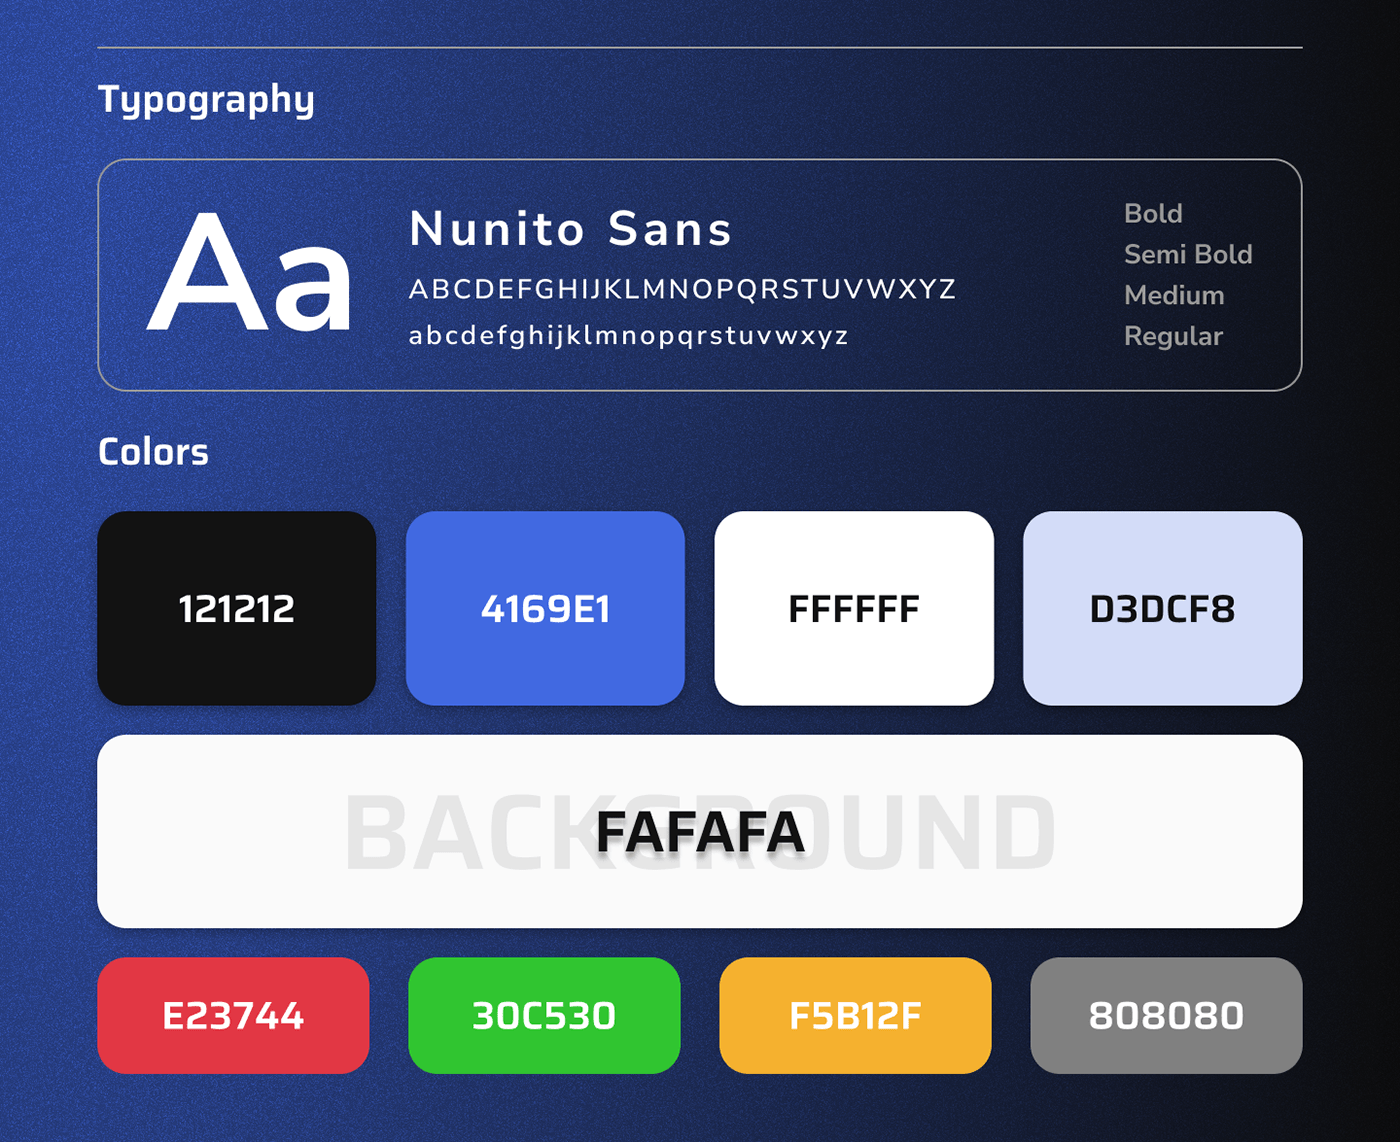 Typography
Aa
Nunito Sans
ABCDEFGHIJKLMNOPQRSTUVWXYZ
abcdefghijklmnopqrstuvwxyz
Bold
Semi Bold
Medium
Regular
Colors
121212
4169E1
FFFFFF
D3DCF8
BACKGROUND
FAFAFA
E23744
30C530
F5B12F
808080